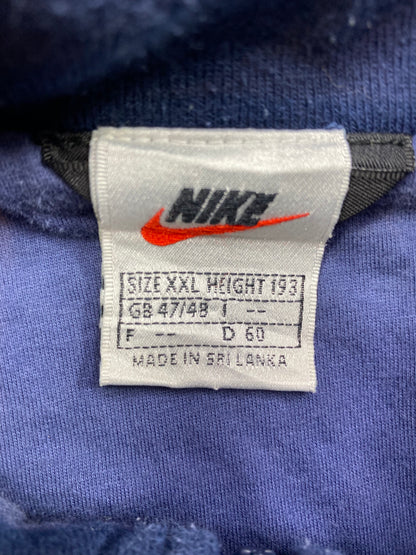 NIKE
SIZE XXL HEIGHT 193
GB 47/48 I --
F -- D 60
MADE IN SRI LANKA